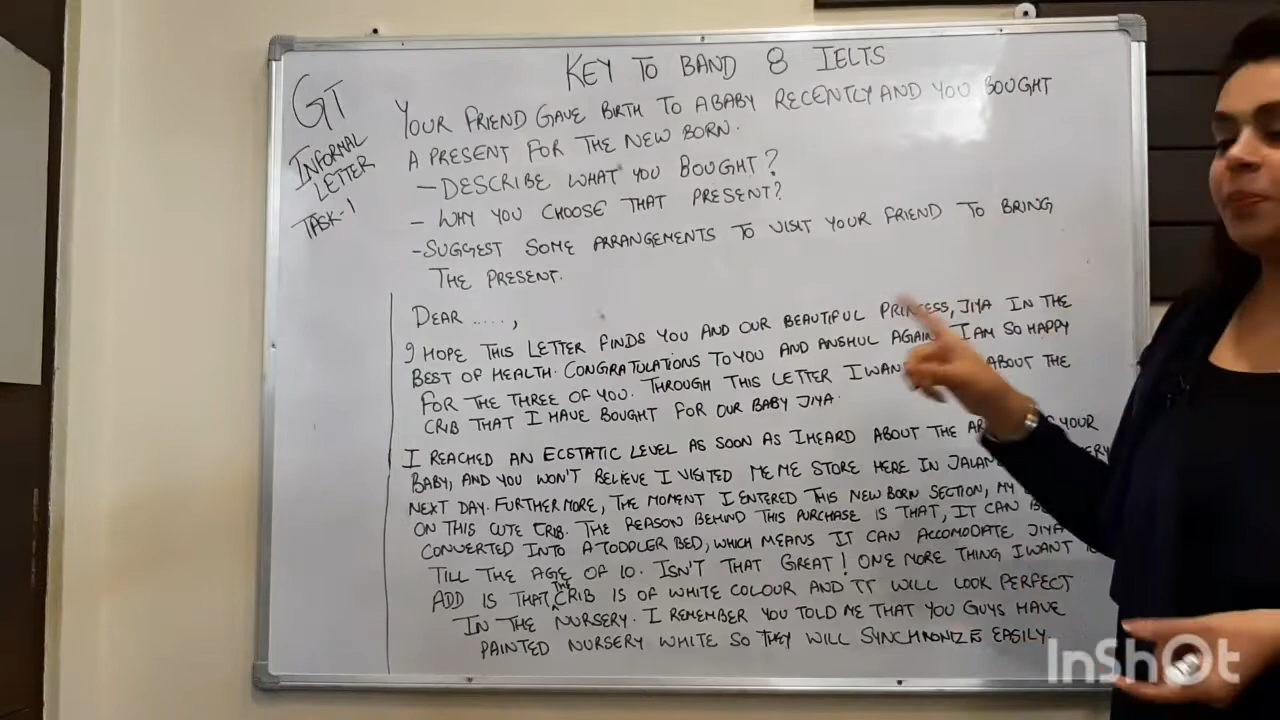 KEY TO BAND 8 IELTS
GT
INFORMAL
LETTER
TASK-1
YOUR FRIEND GAVE BIRTH TO A BABY RECENTLY AND YOU BOUGHT
A PRESENT FOR THE NEW BORN.
- DESCRIBE WHAT YOU BOUGHT?
- WHY YOU CHOOSE THAT PRESENT?
- SUGGEST SOME ARRANGEMENTS TO VISIT YOUR FRIEND TO BRING
THE PRESENT.
DEAR .....,
I HOPE THIS LETTER FINDS YOU AND OUR BEAUTIFUL PRINCESS, JIYA IN THE
BEST OF HEALTH. CONGRATULATIONS TO YOU AND ANSHUL AGAIN. I AM SO HAPPY
FOR THE THREE OF YOU. THROUGH THIS LETTER I WAN ABOUT THE
CRIB THAT I HAVE BOUGHT FOR OUR BABY JIYA.
I REACHED AN ECSTATIC LEVEL AS SOON AS I HEARD ABOUT THE YOUR
BABY, AND YOU WON'T BELIEVE I VISITED ME ME STORE HERE IN
NEXT DAY. FURTHERMORE, THE MOMENT I ENTERED THIS NEW BORN SECTION, MY
ON THIS CUTE CRIB. THE REASON BEHIND THIS PURCHASE IS THAT, IT CAN
CONVERTED INTO A TODDLER BED, WHICH MEANS IT CAN ACCOMODATE JIYA
TILL THE AGE OF 10. ISN'T THAT GREAT! ONE MORE THING I WANT
ADD IS THAT THE CRIB IS OF WHITE COLOUR AND IT WILL LOOK PERFECT
IN THE NURSERY. I REMEMBER YOU TOLD ME THAT YOU GUYS HAVE
PAINTED NURSERY WHITE SO THEY WILL SYNCHRONIZE EASILY.
InShOt